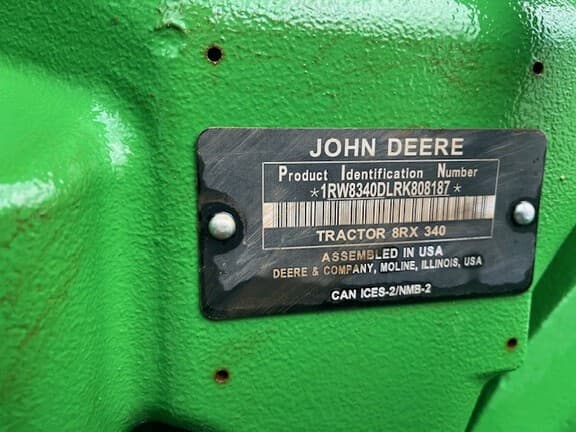 JOHN DEERE
Product Identification Number
*1RW8340DLRK808187*
TRACTOR 8RX 340
ASSEMBLED IN USA
DEERE & COMPANY, MOLINE, ILLINOIS, USA
CAN ICES-2/NMB-2